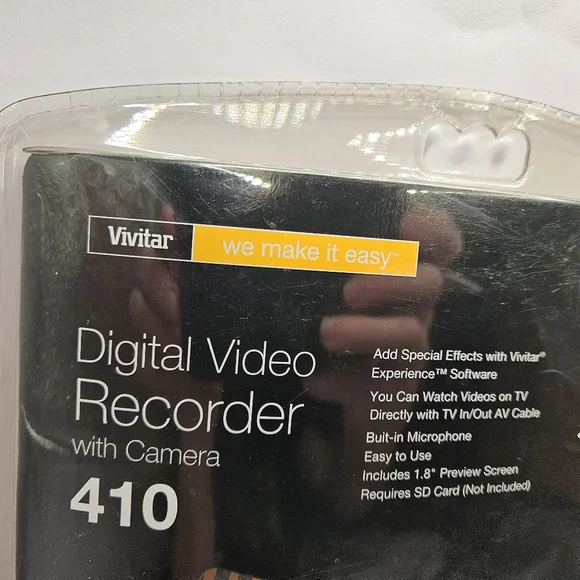 Vivitar we make it easy™
Digital Video
Recorder
with Camera
410
Add Special Effects with Vivitar®
Experience™ Software
You Can Watch Videos on TV
Directly with TV In/Out AV Cable
Buit-in Microphone
Easy to Use
Includes 1.8" Preview Screen
Requires SD Card (Not Included)